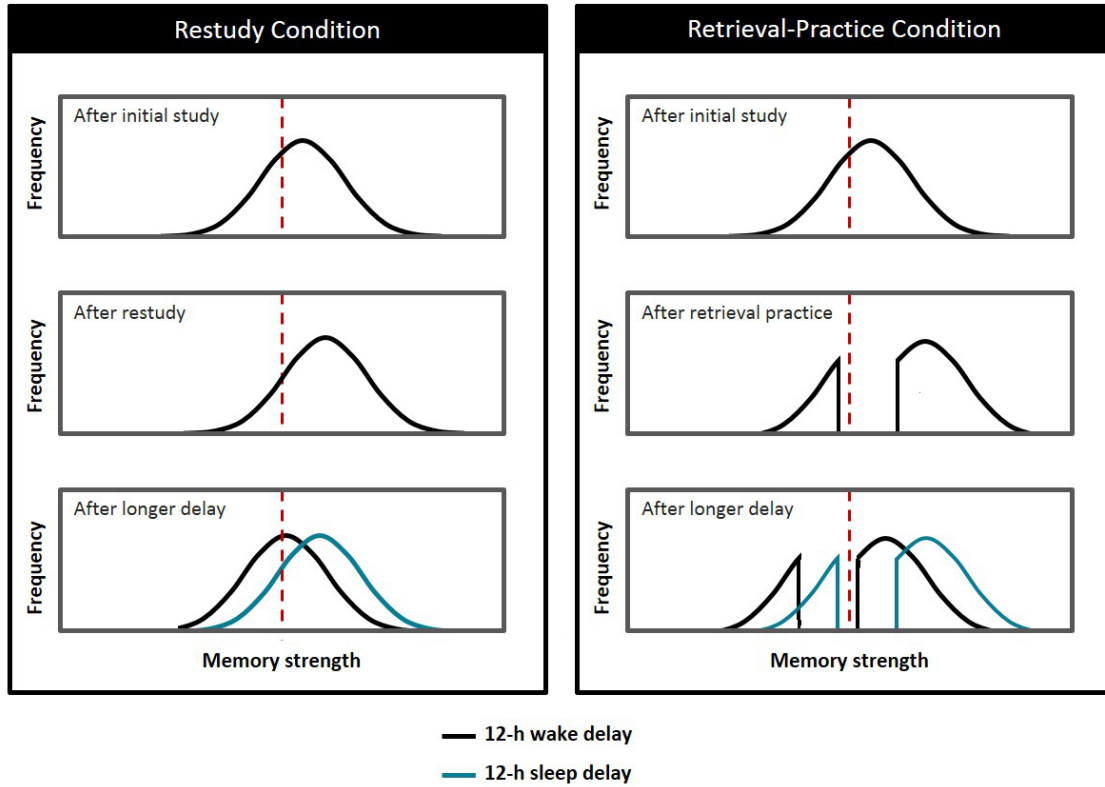 Restudy Condition
Frequency
After initial study
Frequency
After restudy
Frequency
After longer delay
Memory strength
Retrieval-Practice Condition
Frequency
After initial study
Frequency
After retrieval practice
Frequency
After longer delay
Memory strength
12-h wake delay
12-h sleep delay